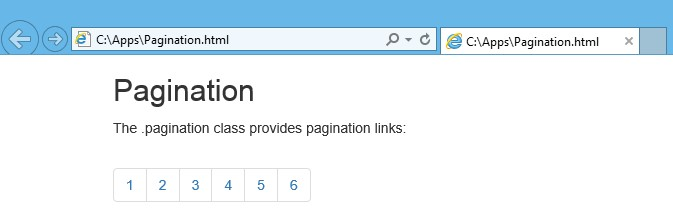 C:\Apps\Pagination.html
C:\Apps\Pagination.html
Pagination
The .pagination class provides pagination links:
1 2 3 4 5 6